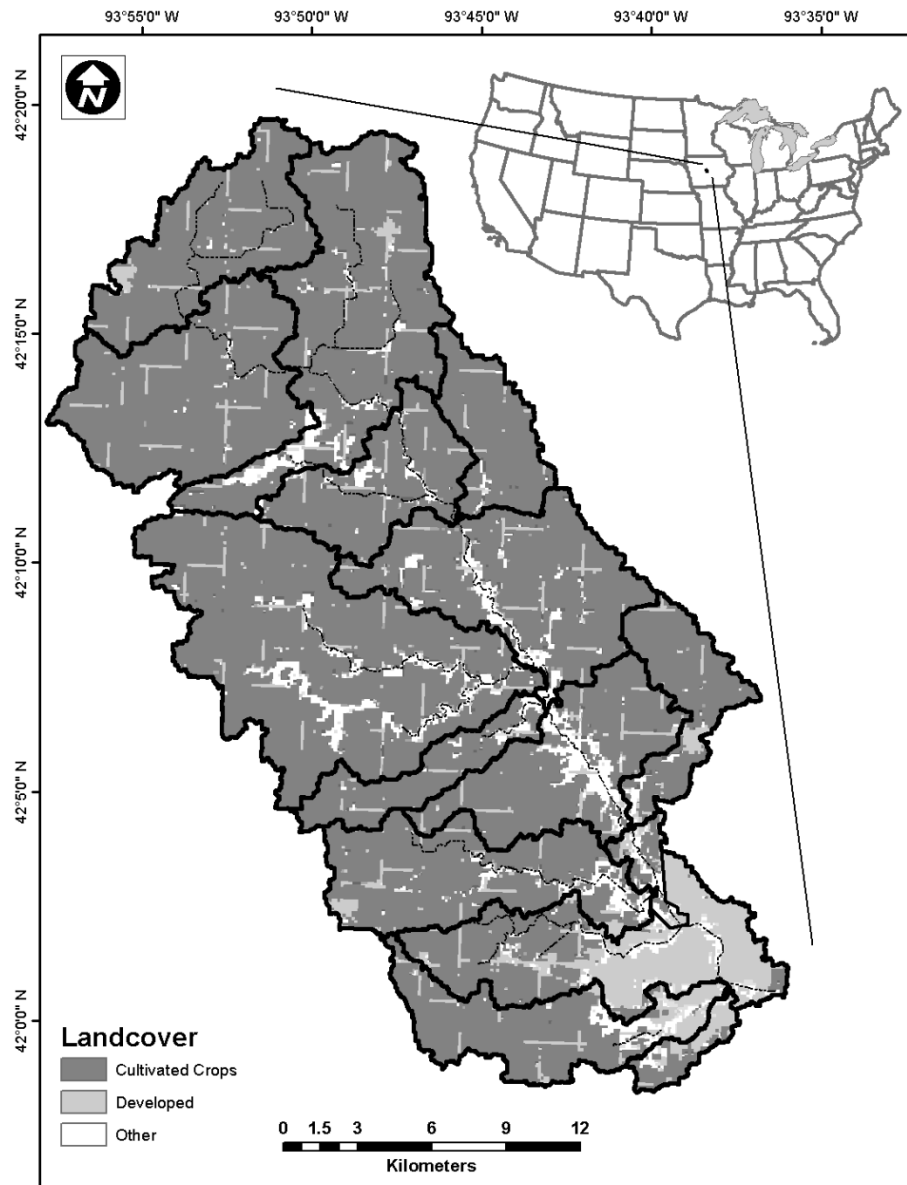 93°55'0" W 93°50'0" W 93°45'0" W 93°40'0" W 93°35'0" W
N
42°20'0" N
42°15'0" N
42°10'0" N
42°5'0" N
42°0'0" N
Landcover
Cultivated Crops
Developed
Other
0 1.5 3 6 9 12
Kilometers